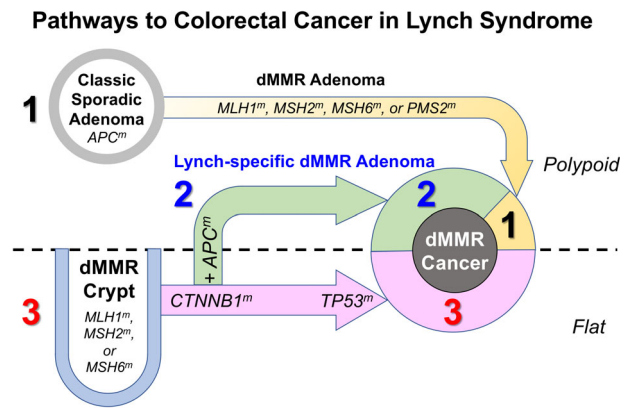 Pathways to Colorectal Cancer in Lynch Syndrome
1
Classic
Sporadic
Adenoma
APCᵐ
dMMR Adenoma
MLH1ᵐ, MSH2ᵐ, MSH6ᵐ, or PMS2ᵐ
Polypoid
Lynch-specific dMMR Adenoma
2
+ APCᵐ
2
1
dMMR
Cancer
3
3
dMMR
Crypt
MLH1ᵐ,
MSH2ᵐ,
or
MSH6ᵐ
CTNNB1ᵐ
TP53ᵐ
Flat